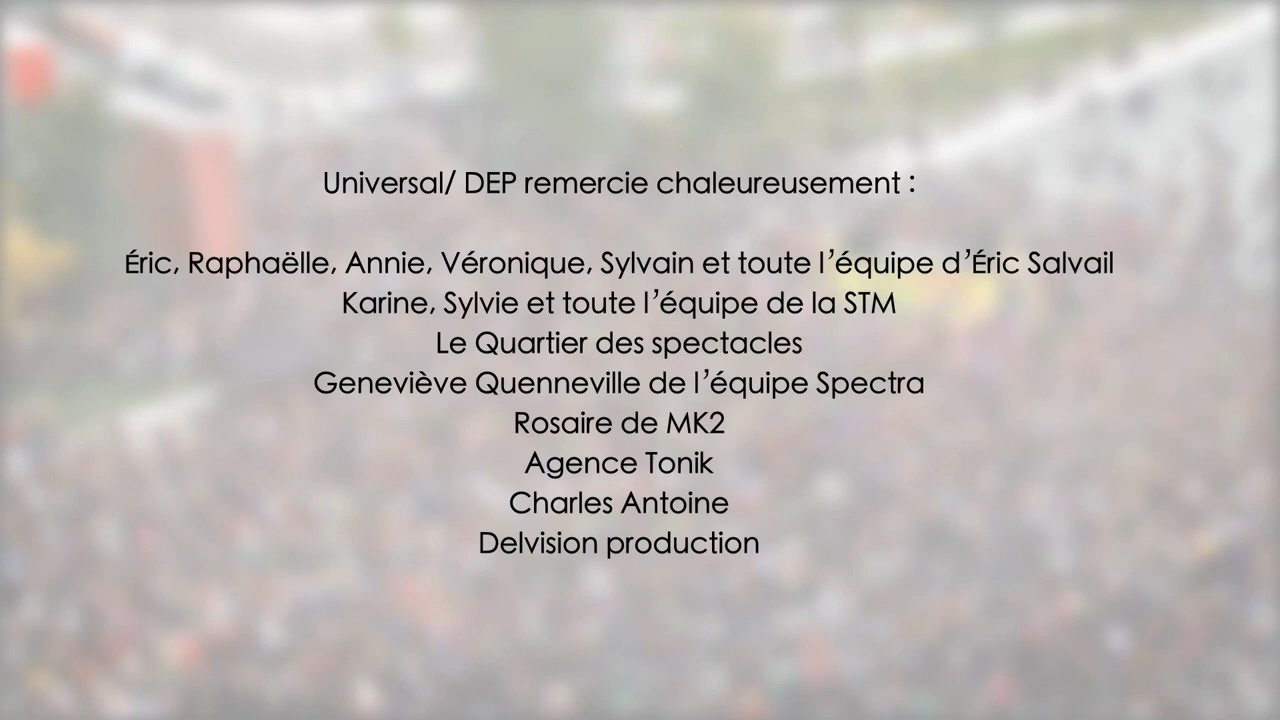 Universal/ DEP remercie chaleureusement :
Éric, Raphaëlle, Annie, Véronique, Sylvain et toute l’équipe d’Éric Salvail
Karine, Sylvie et toute l’équipe de la STM
Le Quartier des spectacles
Geneviève Quenneville de l’équipe Spectra
Rosaire de MK2
Agence Tonik
Charles Antoine
Delvision production